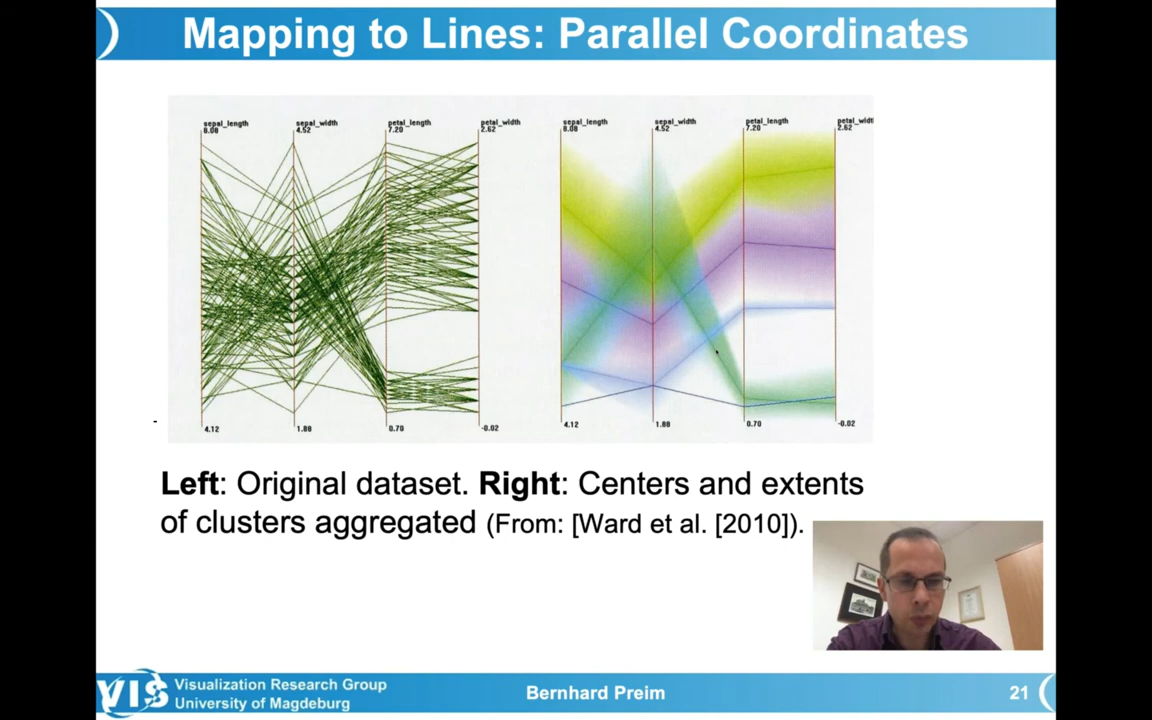 Mapping to Lines: Parallel Coordinates
sepal_length sepal_width petal_length petal_width sepal_length sepal_width petal_length petal_widt
8.08 4.52 7.20 2.62 8.08 4.52 7.20 2.62
4.12 1.88 0.70 -0.02 4.12 1.88 0.70 -0.02
Left: Original dataset. Right: Centers and extents
of clusters aggregated (From: [Ward et al. [2010]).
VIS Visualization Research Group
University of Magdeburg
Bernhard Preim
21